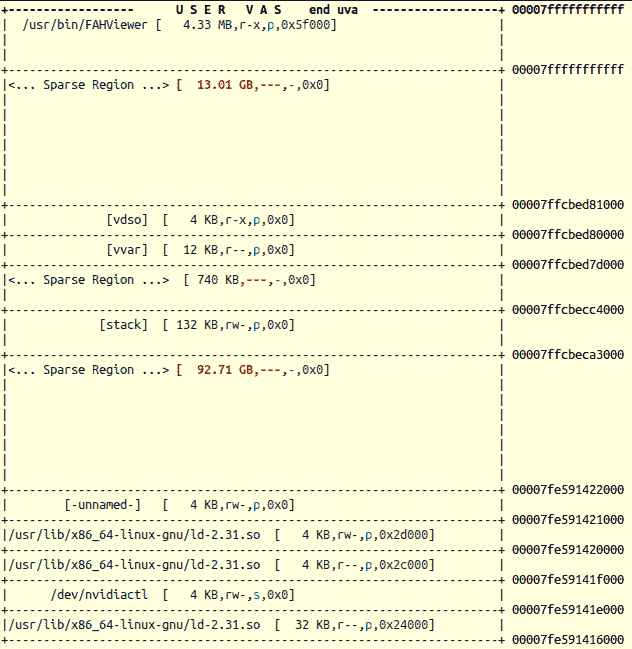 +------------------ U S E R V A S end uva ------------------+ 00007fffffffffff
| /usr/bin/FAHViewer [ 4.33 MB,r-x,p,0x5f000] |
| |
| |
+----------------------------------------------------------------------+ 00007fffffffffff
|<... Sparse Region ...> [ 13.01 GB,---,-,0x0] |
| |
| |
| |
| |
| |
| |
| |
+----------------------------------------------------------------------+ 00007ffcbed81000
| [vdso] [ 4 KB,r-x,p,0x0] |
+----------------------------------------------------------------------+ 00007ffcbed80000
| [vvar] [ 12 KB,r--,p,0x0] |
+----------------------------------------------------------------------+ 00007ffcbed7d000
|<... Sparse Region ...> [ 740 KB,---,-,0x0] |
| |
+----------------------------------------------------------------------+ 00007ffcbecc4000
| [stack] [ 132 KB,rw-,p,0x0] |
| |
+----------------------------------------------------------------------+ 00007ffcbeca3000
|<... Sparse Region ...> [ 92.71 GB,---,-,0x0] |
| |
| |
| |
| |
| |
| |
| |
+----------------------------------------------------------------------+ 00007fe591422000
| [-unnamed-] [ 4 KB,rw-,p,0x0] |
+----------------------------------------------------------------------+ 00007fe591421000
|/usr/lib/x86_64-linux-gnu/ld-2.31.so [ 4 KB,rw-,p,0x2d000] |
+----------------------------------------------------------------------+ 00007fe591420000
|/usr/lib/x86_64-linux-gnu/ld-2.31.so [ 4 KB,r--,p,0x2c000] |
+----------------------------------------------------------------------+ 00007fe59141f000
| /dev/nvidiactl [ 4 KB,rw-,s,0x0] |
+----------------------------------------------------------------------+ 00007fe59141e000
|/usr/lib/x86_64-linux-gnu/ld-2.31.so [ 32 KB,r--,p,0x24000] |
+----------------------------------------------------------------------+ 00007fe591416000